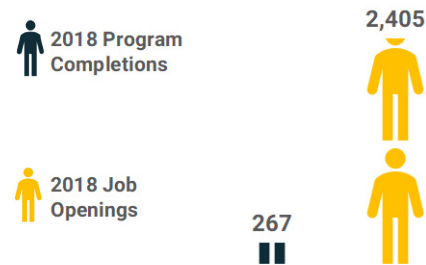 2,405
2018 Program
Completions
2018 Job
Openings
267